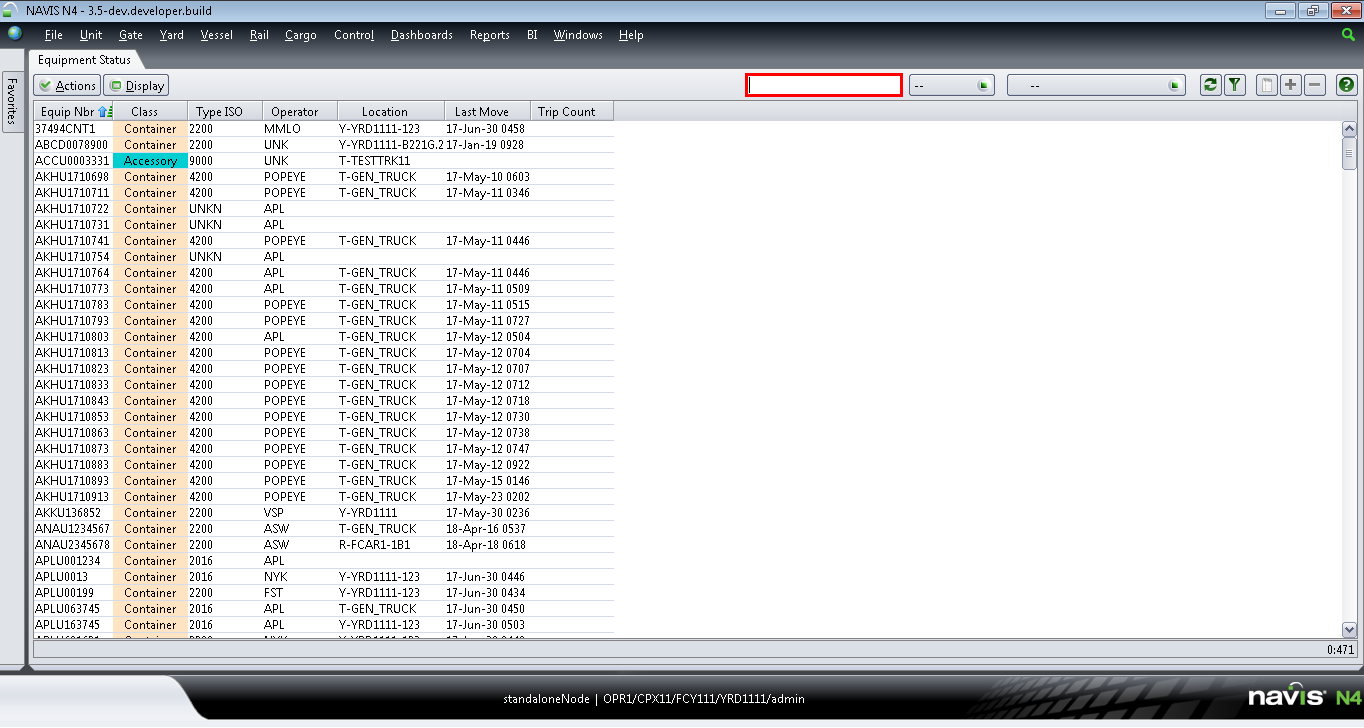 NAVIS N4 - 3.5-dev.developer.build
File Unit Gate Yard Vessel Rail Cargo Control Dashboards Reports BI Windows Help
Favorites
Equipment Status
Actions Display -- --
Equip Nbr Class Type ISO Operator Location Last Move Trip Count
37494CNT1 Container 2200 MMLO Y-YRD1111-123 17-Jun-30 0458
ABCD0078900 Container 2200 UNK Y-YRD1111-B221G.2 17-Jan-19 0928
ACCU0003331 Accessory 9000 UNK T-TESTTRK11
AKHU1710698 Container 4200 POPEYE T-GEN_TRUCK 17-May-10 0603
AKHU1710711 Container 4200 POPEYE T-GEN_TRUCK 17-May-11 0346
AKHU1710722 Container UNKN APL
AKHU1710731 Container UNKN APL
AKHU1710741 Container 4200 POPEYE T-GEN_TRUCK 17-May-11 0446
AKHU1710754 Container UNKN APL
AKHU1710764 Container 4200 APL T-GEN_TRUCK 17-May-11 0446
AKHU1710773 Container 4200 APL T-GEN_TRUCK 17-May-11 0509
AKHU1710783 Container 4200 POPEYE T-GEN_TRUCK 17-May-11 0515
AKHU1710793 Container 4200 POPEYE T-GEN_TRUCK 17-May-11 0727
AKHU1710803 Container 4200 APL T-GEN_TRUCK 17-May-12 0504
AKHU1710813 Container 4200 POPEYE T-GEN_TRUCK 17-May-12 0704
AKHU1710823 Container 4200 POPEYE T-GEN_TRUCK 17-May-12 0707
AKHU1710833 Container 4200 POPEYE T-GEN_TRUCK 17-May-12 0712
AKHU1710843 Container 4200 POPEYE T-GEN_TRUCK 17-May-12 0718
AKHU1710853 Container 4200 POPEYE T-GEN_TRUCK 17-May-12 0730
AKHU1710863 Container 4200 POPEYE T-GEN_TRUCK 17-May-12 0738
AKHU1710873 Container 4200 POPEYE T-GEN_TRUCK 17-May-12 0747
AKHU1710883 Container 4200 POPEYE T-GEN_TRUCK 17-May-12 0922
AKHU1710893 Container 4200 POPEYE T-GEN_TRUCK 17-May-15 0146
AKHU1710913 Container 4200 POPEYE T-GEN_TRUCK 17-May-23 0202
AKKU136852 Container 2200 VSP Y-YRD1111 17-May-30 0236
ANAU1234567 Container 2200 ASW T-GEN_TRUCK 18-Apr-16 0537
ANAU2345678 Container 2200 ASW R-FCAR1-1B1 18-Apr-18 0618
APLU001234 Container 2016 APL
APLU0013 Container 2016 NYK Y-YRD1111-123 17-Jun-30 0446
APLU00199 Container 2200 FST Y-YRD1111-123 17-Jun-30 0434
APLU063745 Container 2016 APL T-GEN_TRUCK 17-Jun-30 0450
APLU163745 Container 2016 APL Y-YRD1111-123 17-Jun-30 0503
0:471
standaloneNode | OPR1/CPX11/FCY111/YRD1111/admin
navis N4